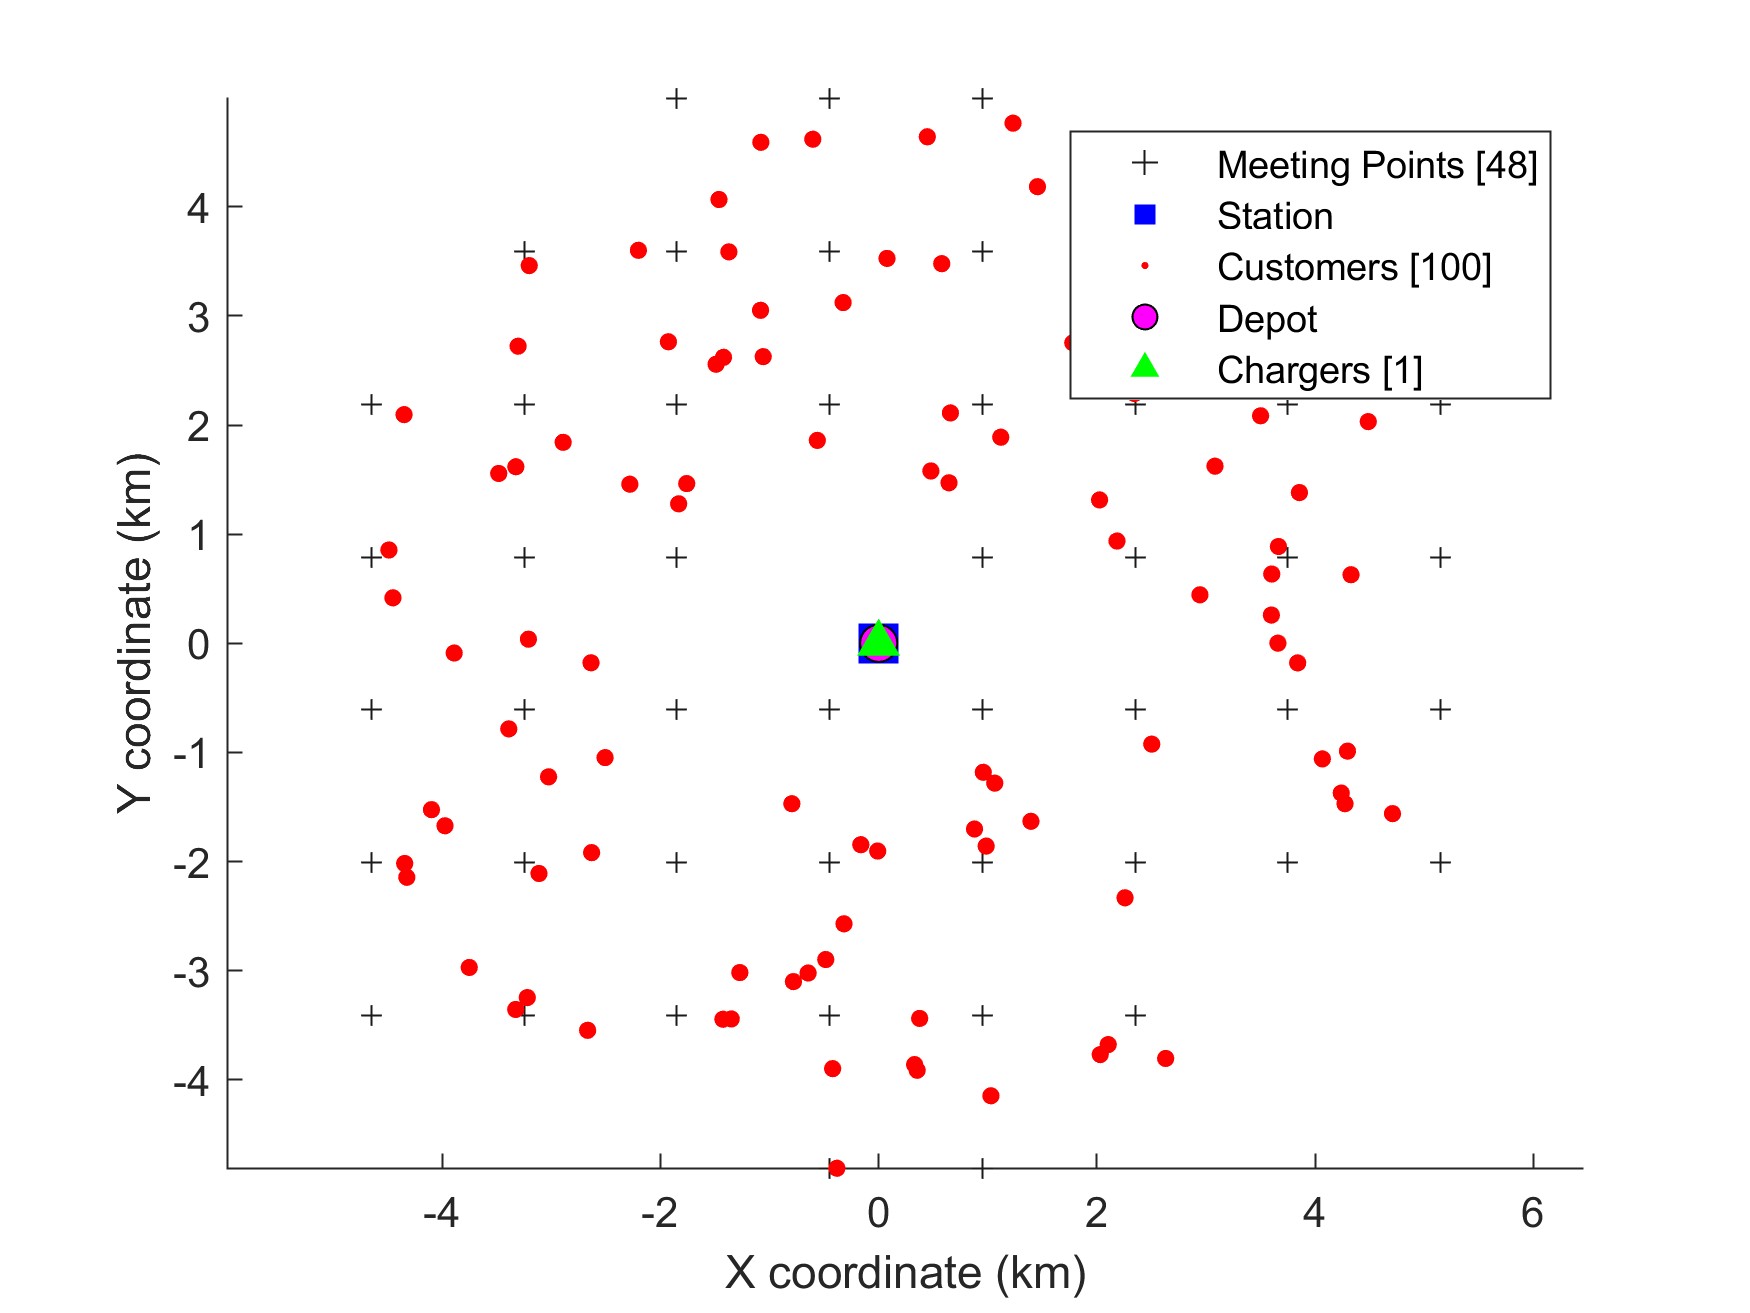 Meeting Points [48]
Station
Customers [100]
Depot
Chargers [1]
4
3
2
1
0
-1
-2
-3
-4
Y coordinate (km)
-4 -2 0 2 4 6
X coordinate (km)